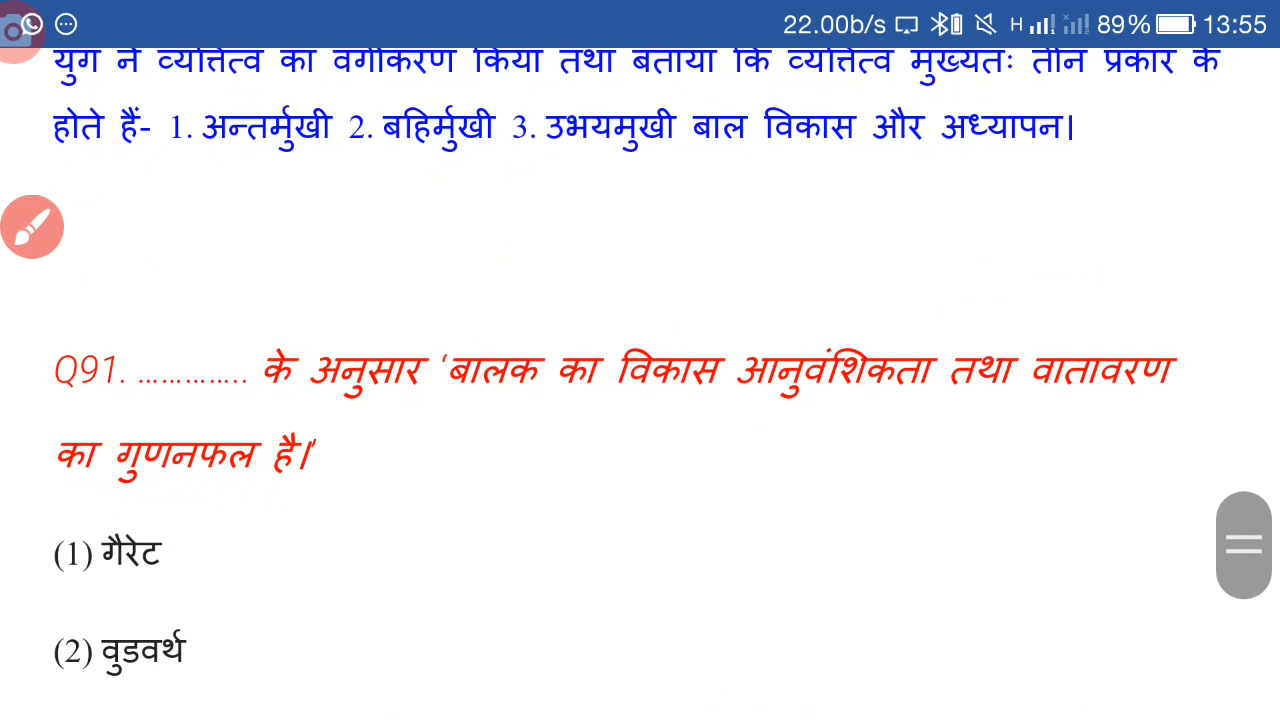 22.00b/s H 89% 13:55
युंग ने व्यक्तित्व का वर्गीकरण किया तथा बताया कि व्यक्तित्व मुख्यतः तीन प्रकार के
होते हैं- 1. अन्तर्मुखी 2. बहिर्मुखी 3. उभयमुखी बाल विकास और अध्यापन।
Q91. ………….. के अनुसार ‘बालक का विकास आनुवंशिकता तथा वातावरण
का गुणनफल है।’
(1) गैरेट
(2) वुडवर्थ